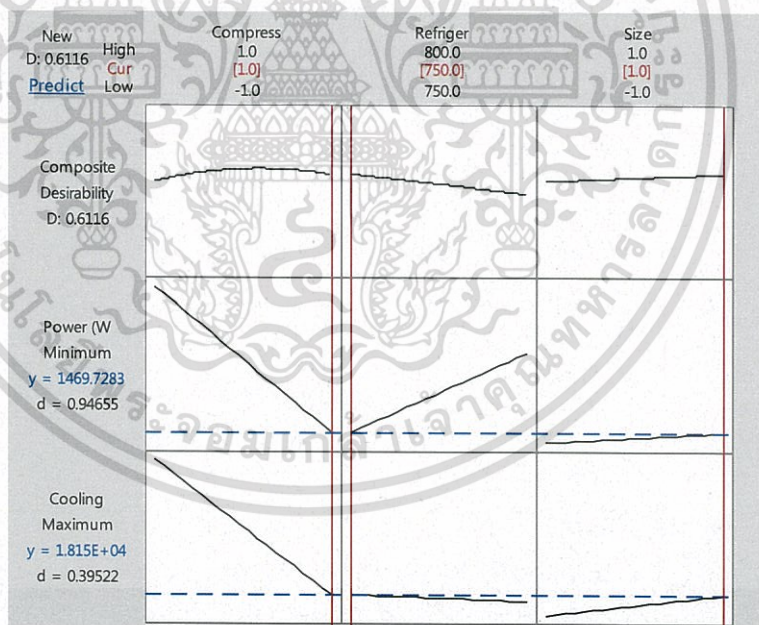 New
D: 0.6116
Predict
High
Cur
Low
Compress
1.0
[1.0]
-1.0
Refriger
800.0
[750.0]
750.0
Size
1.0
[1.0]
-1.0
Composite
Desirability
D: 0.6116
Power (W
Minimum
y = 1469.7283
d = 0.94655
Cooling
Maximum
y = 1.815E+04
d = 0.39522